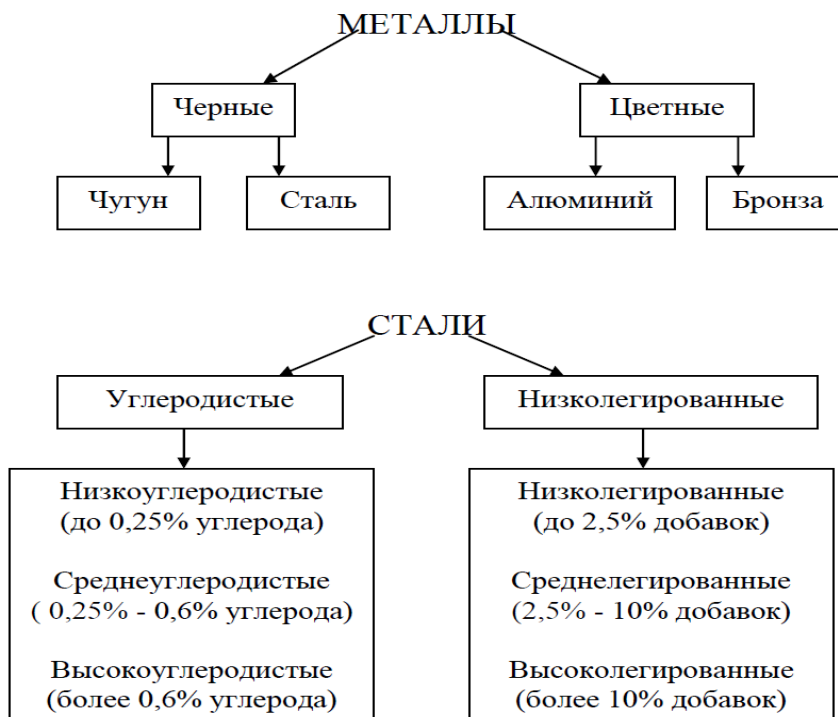 МЕТАЛЛЫ
Черные
Цветные
Чугун
Сталь
Алюминий
Бронза
СТАЛИ
Углеродистые
Низколегированные
Низкоуглеродистые
(до 0,25% углерода)
Среднеуглеродистые
( 0,25% - 0,6% углерода)
Высокоуглеродистые
(более 0,6% углерода)
Низколегированные
(до 2,5% добавок)
Среднелегированные
(2,5% - 10% добавок)
Высоколегированные
(более 10% добавок)